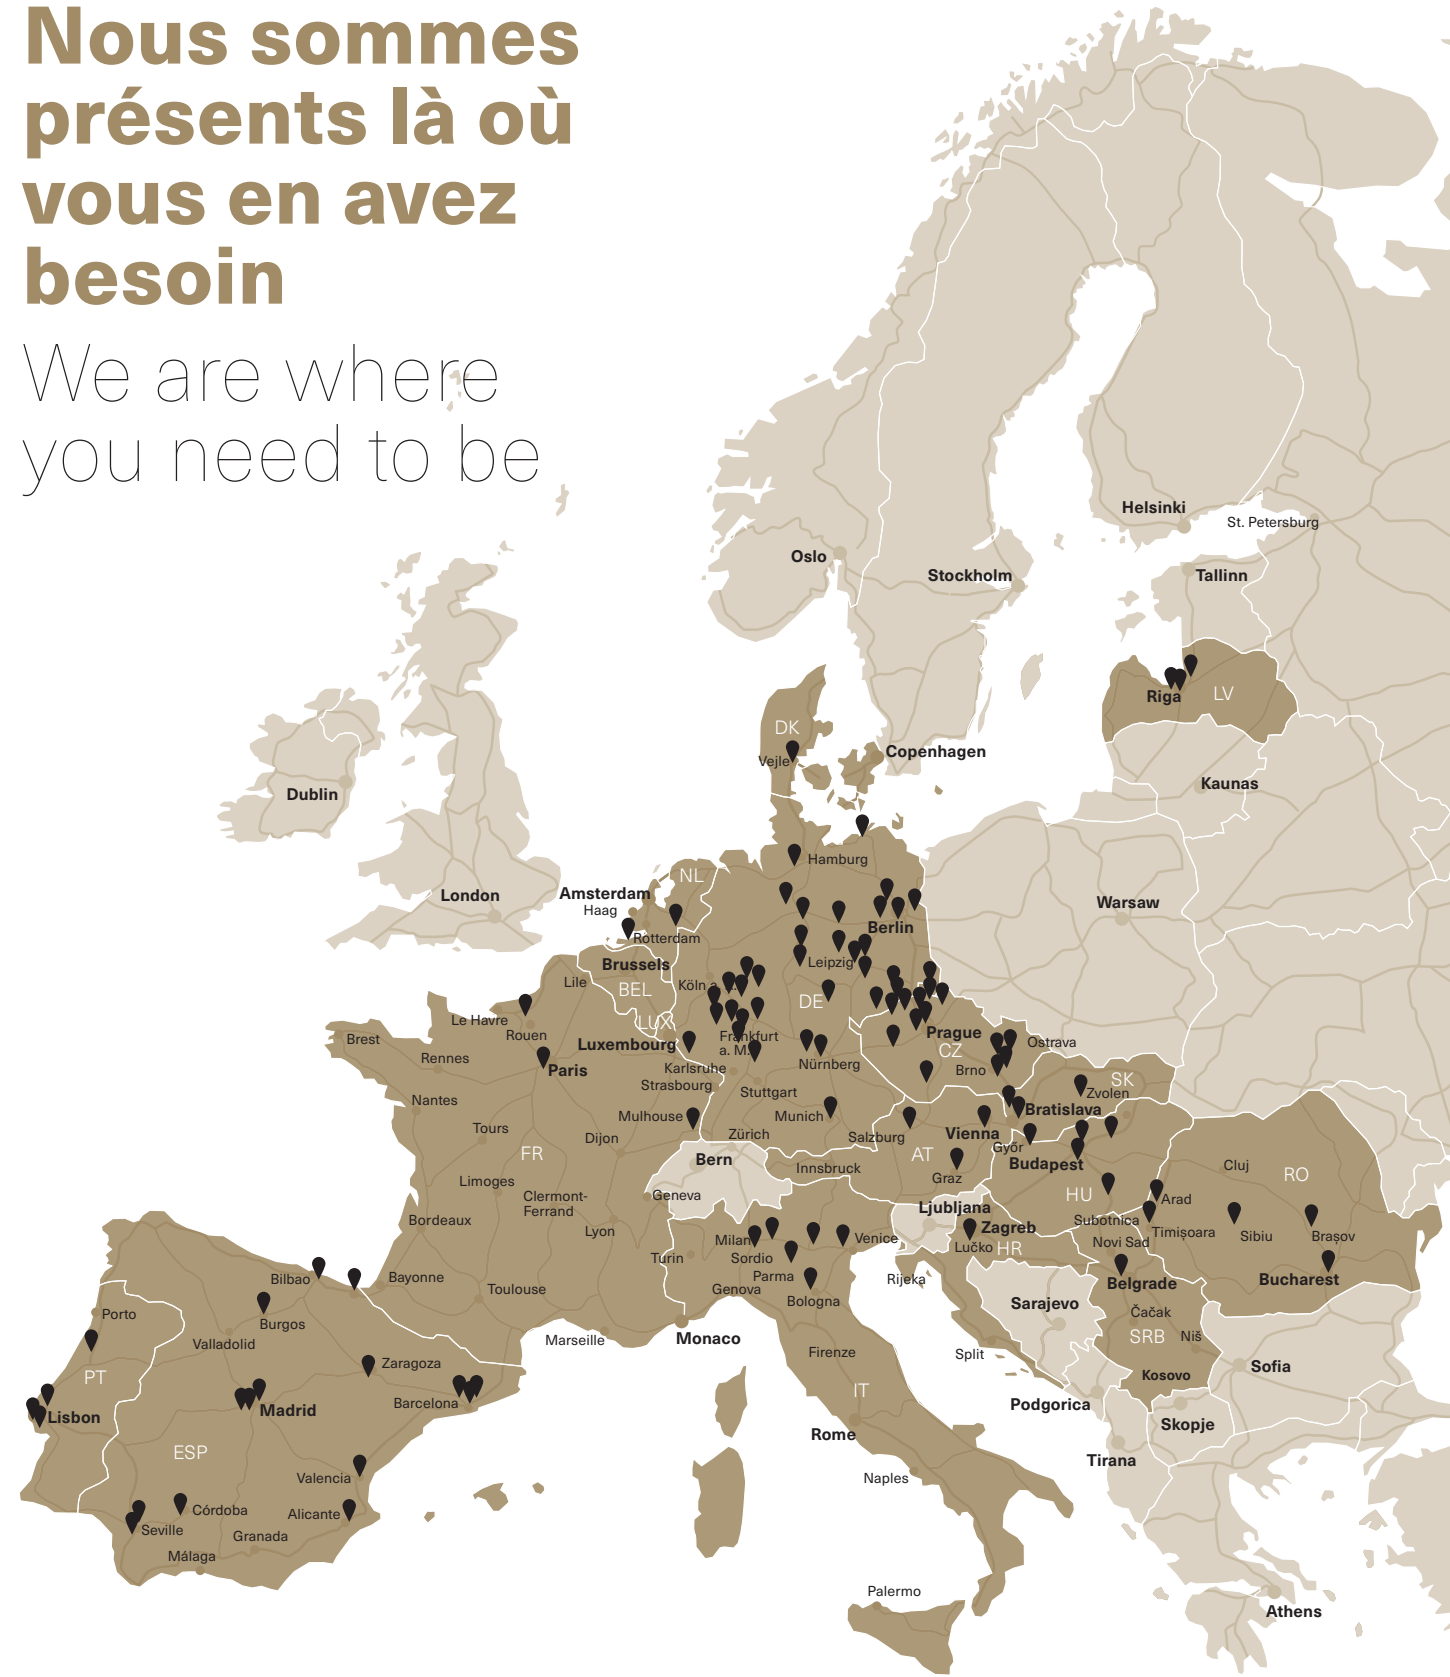 Nous sommes
présents là où
vous en avez
besoin
We are where
you need to be
Helsinki
St. Petersburg
Oslo
Stockholm
Tallinn
Riga
LV
DK
Vejle
Copenhagen
Kaunas
Dublin
Hamburg
London
Amsterdam
NL
Haag
Rotterdam
Warsaw
Berlin
Brussels
Leipzig
Lile
BEL
Köln a.
DE
Le Havre
Rouen
LUX
Luxembourg
Frankfurt
a. M.
Prague
CZ
Ostrava
Brest
Rennes
Paris
Karlsruhe
Strasbourg
Nürnberg
Brno
SK
Zvolen
Nantes
Stuttgart
Mulhouse
Munich
Bratislava
Tours
Dijon
Zürich
Salzburg
Vienna
Győr
FR
Bern
Innsbruck
AT
Graz
Budapest
Limoges
Clermont-
Ferrand
Geneva
HU
Cluj
RO
Arad
Bordeaux
Lyon
Ljubljana
Zagreb
Subotnica
Timișoara
Sibiu
Brașov
Milan
Venice
Lučko
HR
Novi Sad
Turin
Sordio
Parma
Rijeka
Belgrade
Bucharest
Bilbao
Bayonne
Toulouse
Genova
Bologna
Sarajevo
Čačak
Porto
Burgos
Valladolid
Marseille
Monaco
SRB
Niš
Firenze
Split
Sofia
Zaragoza
Kosovo
PT
Barcelona
IT
Podgorica
Lisbon
Madrid
Rome
Skopje
ESP
Tirana
Valencia
Naples
Córdoba
Alicante
Seville
Granada
Málaga
Palermo
Athens